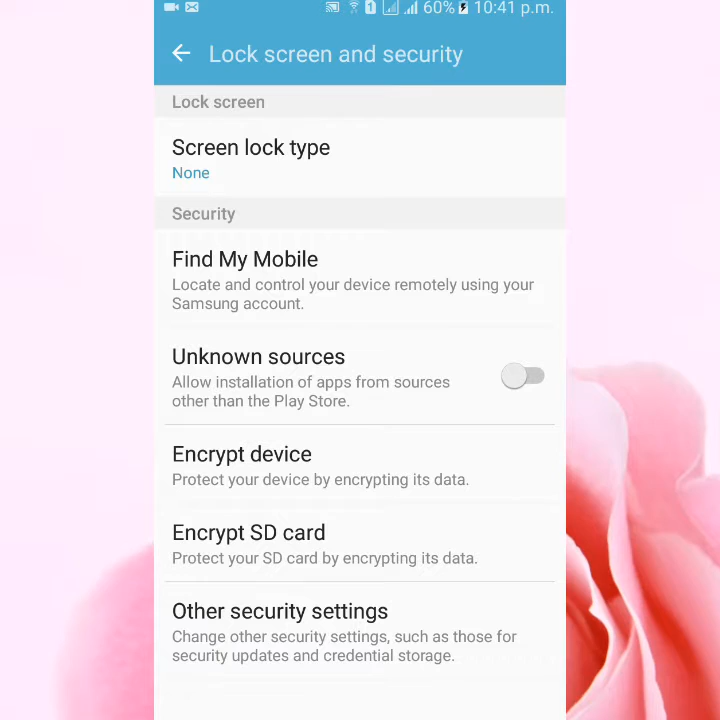 1 60% 10:41 p.m.
Lock screen and security
Lock screen
Screen lock type
None
Security
Find My Mobile
Locate and control your device remotely using your
Samsung account.
Unknown sources
Allow installation of apps from sources
other than the Play Store.
Encrypt device
Protect your device by encrypting its data.
Encrypt SD card
Protect your SD card by encrypting its data.
Other security settings
Change other security settings, such as those for
security updates and credential storage.